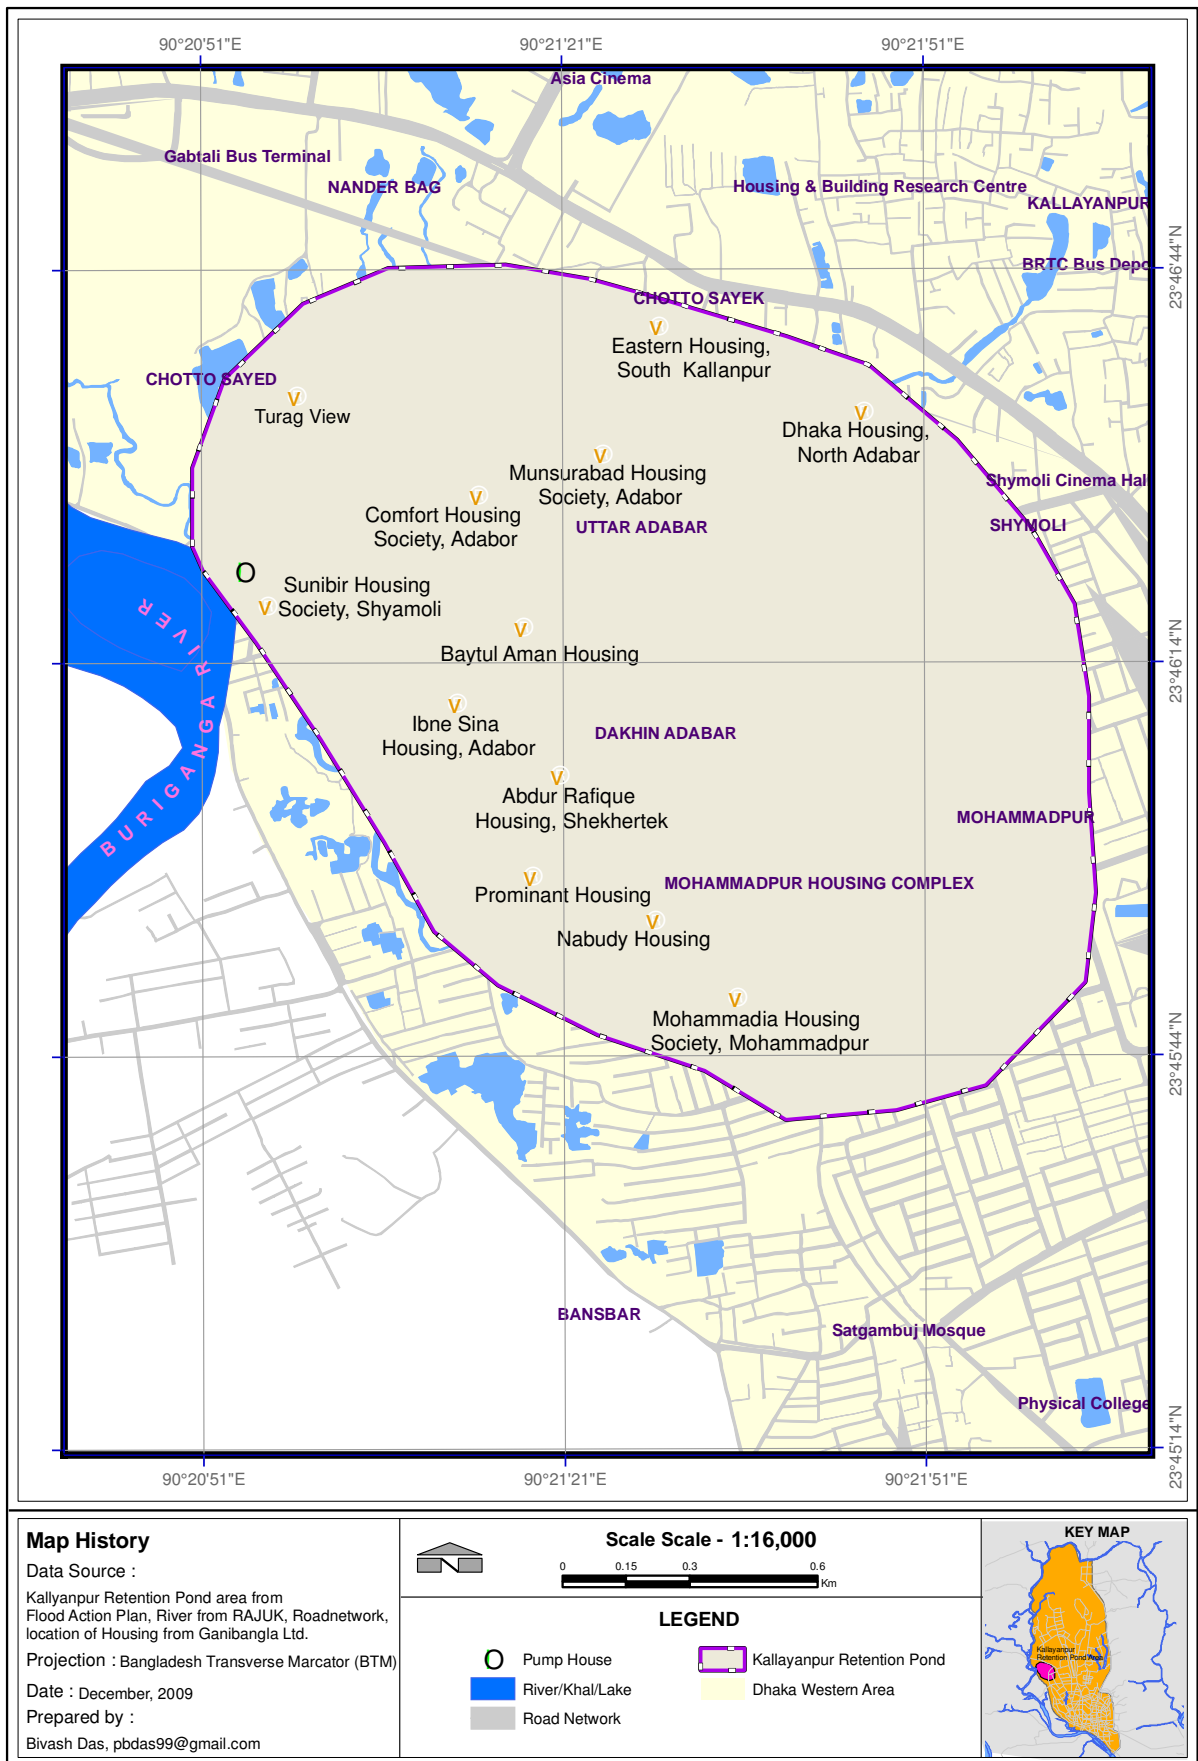 90°20'51"E
90°21'21"E
90°21'51"E
Asia Cinema
Gabtali Bus Terminal
NANDER BAG
Housing & Building Research Centre
KALLAYANPUR
23°46'44"N
BRTC Bus Depo
CHOTTO SAYEK
V
Eastern Housing,
South Kallanpur
CHOTTO SAYED
V
Turag View
V
Dhaka Housing,
North Adabar
V
Munsurabad Housing
Society, Adabor
Shymoli Cinema Hal
V
Comfort Housing
Society, Adabor
UTTAR ADABAR
SHYMOLI
O
Sunibir Housing
V Society, Shyamoli
BURIGANGA RIVER
V
Baytul Aman Housing
23°46'14"N
V
Ibne Sina
Housing, Adabor
DAKHIN ADABAR
V
Abdur Rafique
Housing, Shekhertek
MOHAMMADPUR
V
Prominant Housing
MOHAMMADPUR HOUSING COMPLEX
V
Nabudy Housing
V
Mohammadia Housing
Society, Mohammadpur
23°45'44"N
BANSBAR
Satgambuj Mosque
Physical College
23°45'14"N
90°20'51"E
90°21'21"E
90°21'51"E
Map History
Data Source :
Kallyanpur Retention Pond area from
Flood Action Plan, River from RAJUK, Roadnetwork,
location of Housing from Ganibangla Ltd.
Projection : Bangladesh Transverse Marcator (BTM)
Date : December, 2009
Prepared by :
Bivash Das, pbdas99@gmail.com
N
Scale Scale - 1:16,000
0 0.15 0.3 0.6
Km
LEGEND
O Pump House
Kallayanpur Retention Pond
River/Khal/Lake
Dhaka Western Area
Road Network
KEY MAP
Kallayanpur
Retention Pond Area